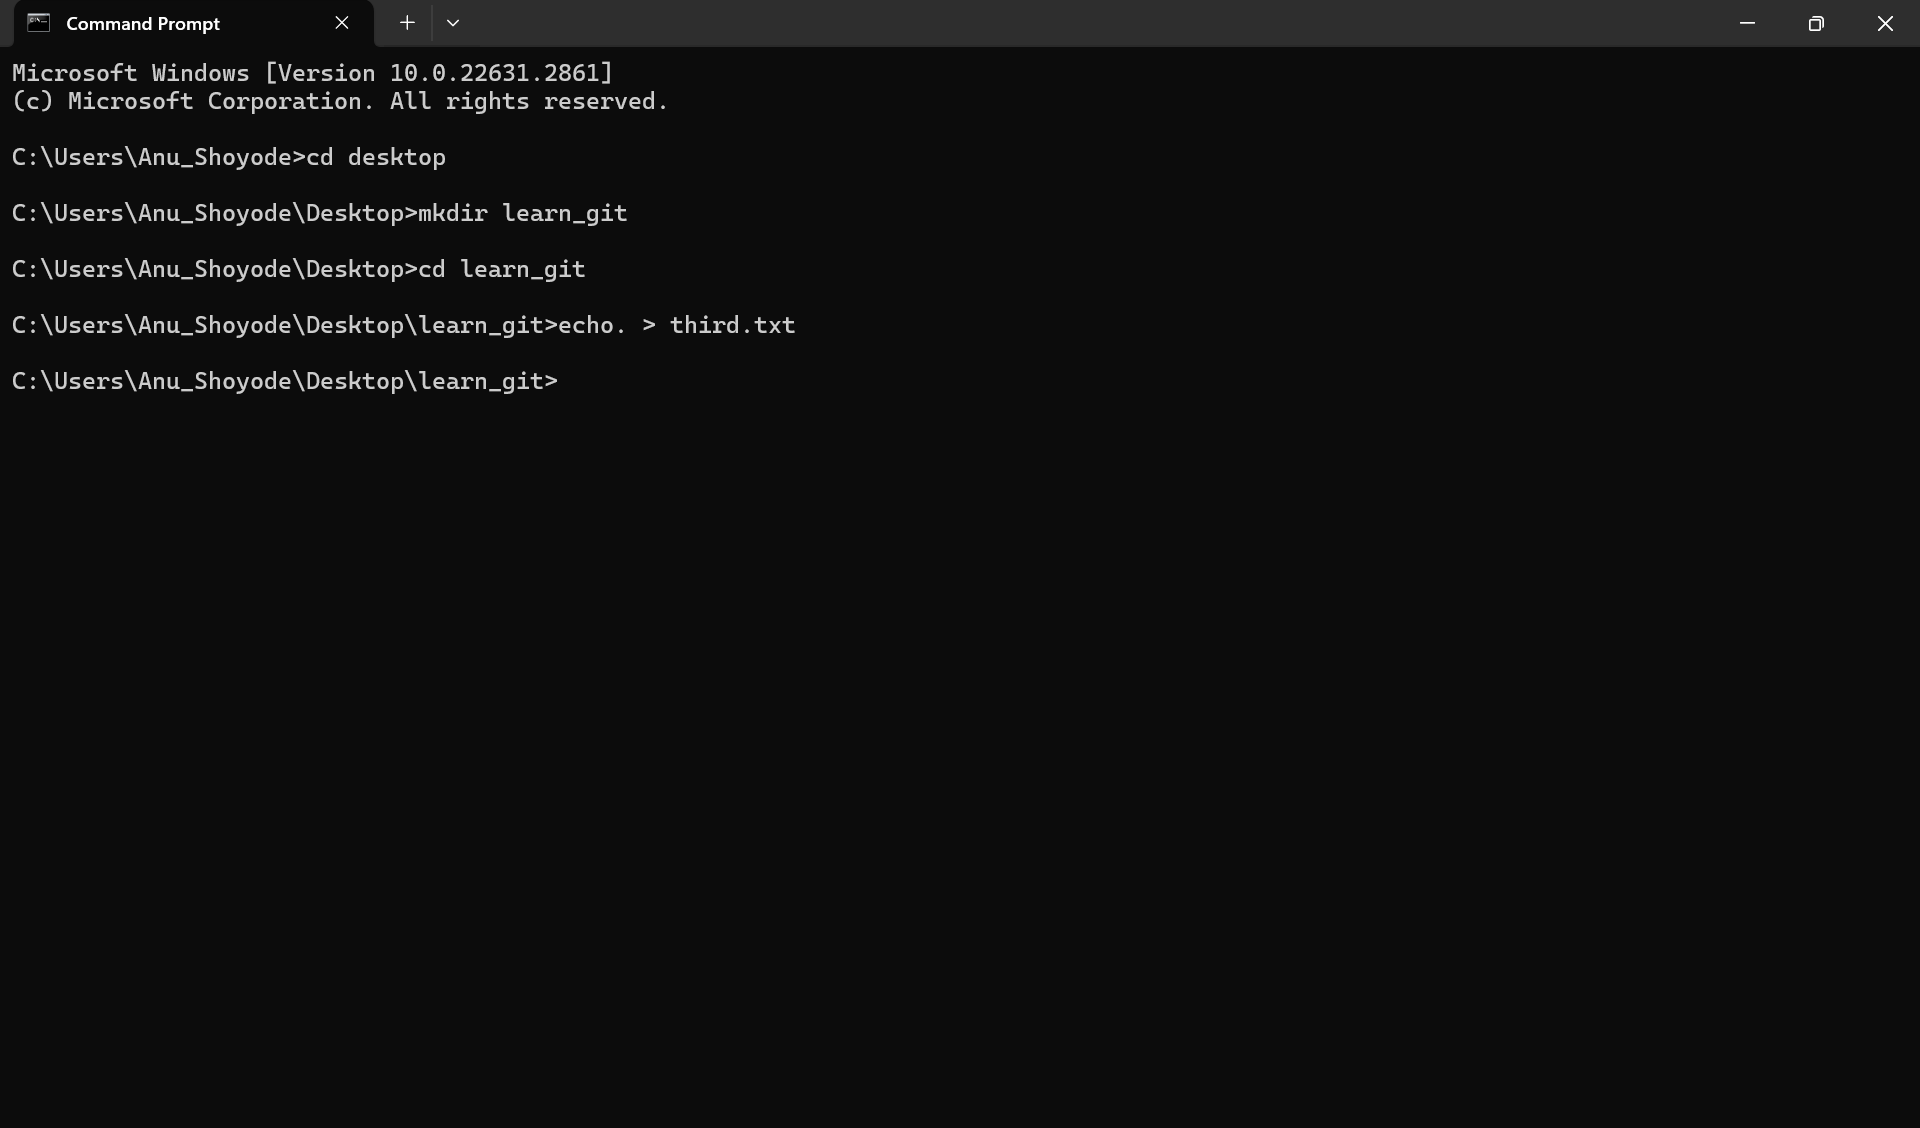 Command Prompt
Microsoft Windows [Version 10.0.22631.2861]
(c) Microsoft Corporation. All rights reserved.
C:\Users\Anu_Shoyode>cd desktop
C:\Users\Anu_Shoyode\Desktop>mkdir learn_git
C:\Users\Anu_Shoyode\Desktop>cd learn_git
C:\Users\Anu_Shoyode\Desktop\learn_git>echo. > third.txt
C:\Users\Anu_Shoyode\Desktop\learn_git>